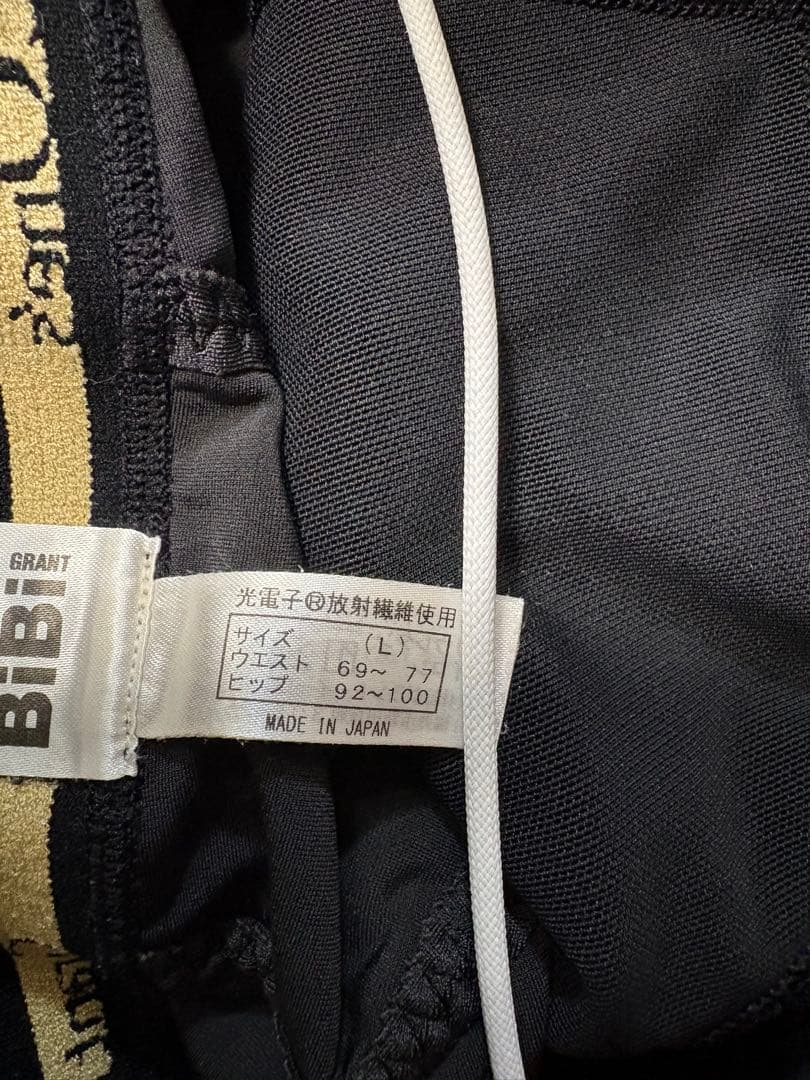 GRANT
BiBi
光電子®放射繊維使用
サイズ (L)
ウエスト 69～ 77
ヒップ 92～100
MADE IN JAPAN